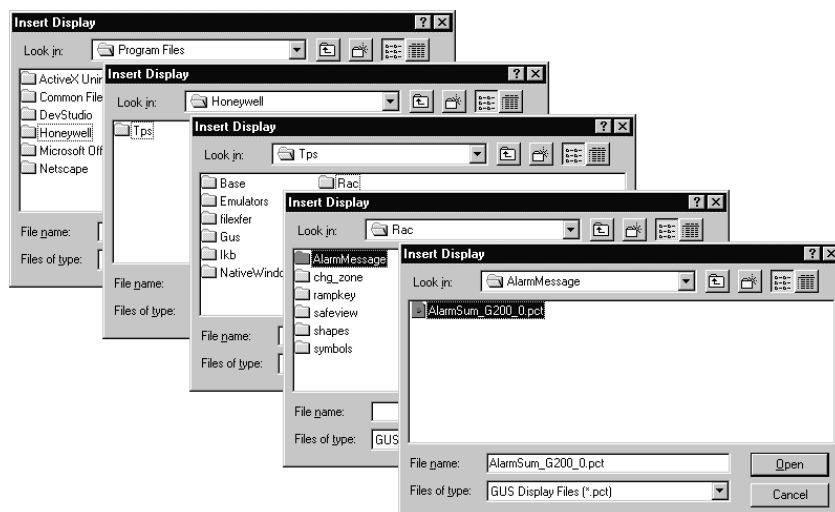 Insert Display
Look in: Program Files
ActiveX
Common File
DevStudio
Honeywell
Microsoft Off
Netscape
File name:
Files of type:
Insert Display
Look in: Honeywell
Tps
File name:
Files of type:
Insert Display
Look in: Tps
Base
Emulators
filexfer
Gus
lkb
NativeWindo
Rac
File name:
Files of type:
Insert Display
Look in: Rac
AlarmMessage
chg_zone
rampkey
safeview
shapes
symbols
File name:
Files of type: GUS
Insert Display
Look in: AlarmMessage
AlarmSum_G200_0.pct
File name: AlarmSum_G200_0.pct
Open
Files of type: GUS Display Files (*.pct)
Cancel